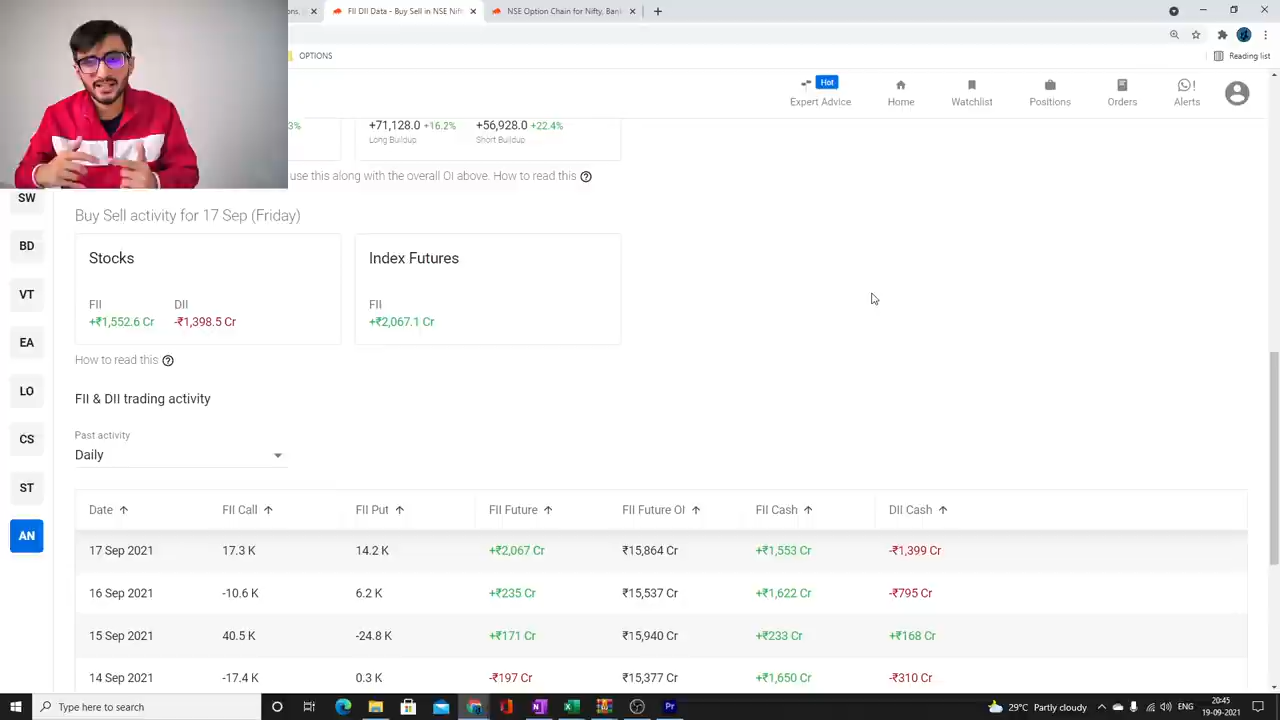 FII DII Data - Buy Sell in NSE Nif
NSE Option Chain for Nifty, Bank
OPTIONS
Reading list
Hot
Expert Advice
Home
Watchlist
Positions
Orders
Alerts
3%
+71,128.0 +16.2%
Long Buildup
+56,928.0 +22.4%
Short Buildup
use this along with the overall OI above. How to read this
SW
BD
VT
EA
LO
CS
ST
AN
Buy Sell activity for 17 Sep (Friday)
Stocks
FII DII
+₹1,552.6 Cr -₹1,398.5 Cr
Index Futures
FII
+₹2,067.1 Cr
How to read this
FII & DII trading activity
Past activity
Daily
Date FII Call FII Put FII Future FII Future OI FII Cash DII Cash
17 Sep 2021 17.3 K 14.2 K +₹2,067 Cr ₹15,864 Cr +₹1,553 Cr -₹1,399 Cr
16 Sep 2021 -10.6 K 6.2 K +₹235 Cr ₹15,537 Cr +₹1,622 Cr -₹795 Cr
15 Sep 2021 40.5 K -24.8 K +₹171 Cr ₹15,940 Cr +₹233 Cr +₹168 Cr
14 Sep 2021 -17.4 K 0.3 K -₹197 Cr ₹15,377 Cr +₹1,650 Cr -₹310 Cr
Type here to search
29°C Partly cloudy
ENG
20:45
19-09-2021